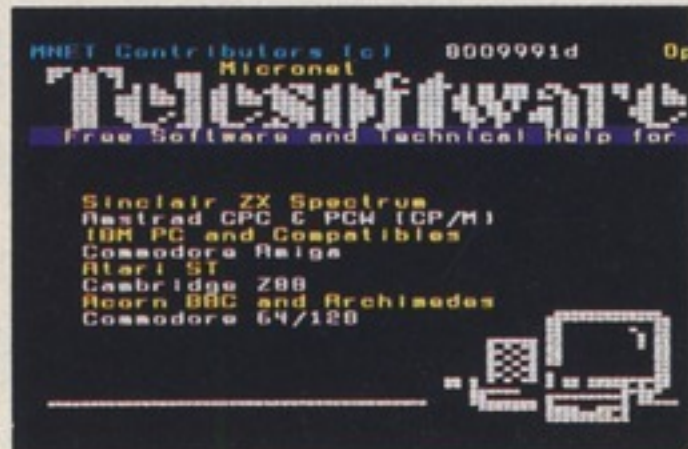 MNET Contributors (c) 8009991d Op
Micronet
Telesoftware
Free Software and Technical Help for
Sinclair ZX Spectrum
Amstrad CPC & PCW (CP/M)
IBM PC and Compatibles
Commodore Amiga
Atari ST
Cambridge Z88
Acorn BBC and Archimedes
Commodore 64/128